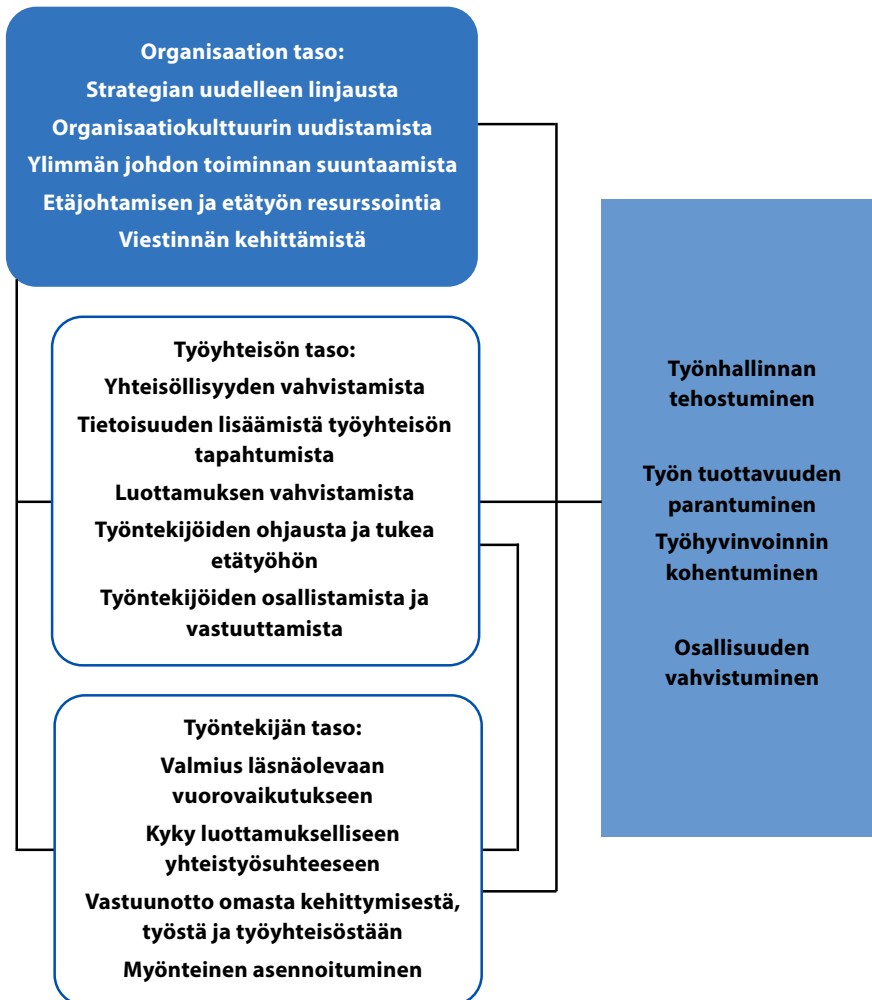 Organisaation taso:
Strategian uudelleen linjausta
Organisaatiokulttuurin uudistamista
Ylimmän johdon toiminnan suuntaamista
Etäjohtamisen ja etätyön resurssointia
Viestinnän kehittämistä
Työyhteisön taso:
Yhteisöllisyyden vahvistamista
Tietoisuuden lisäämistä työyhteisön
tapahtumista
Luottamuksen vahvistamista
Työntekijöiden ohjausta ja tukea
etätyöhön
Työntekijöiden osallistamista ja
vastuuttamista
Työntekijän taso:
Valmius läsnäolevaan
vuorovaikutukseen
Kyky luottamukselliseen
yhteistyösuhteeseen
Vastuunotto omasta kehittymisestä,
työstä ja työyhteisöstään
Myönteinen asennoituminen
Työnhallinnan
tehostuminen
Työn tuottavuuden
parantuminen
Työhyvinvoinnin
kohentuminen
Osallisuuden
vahvistuminen